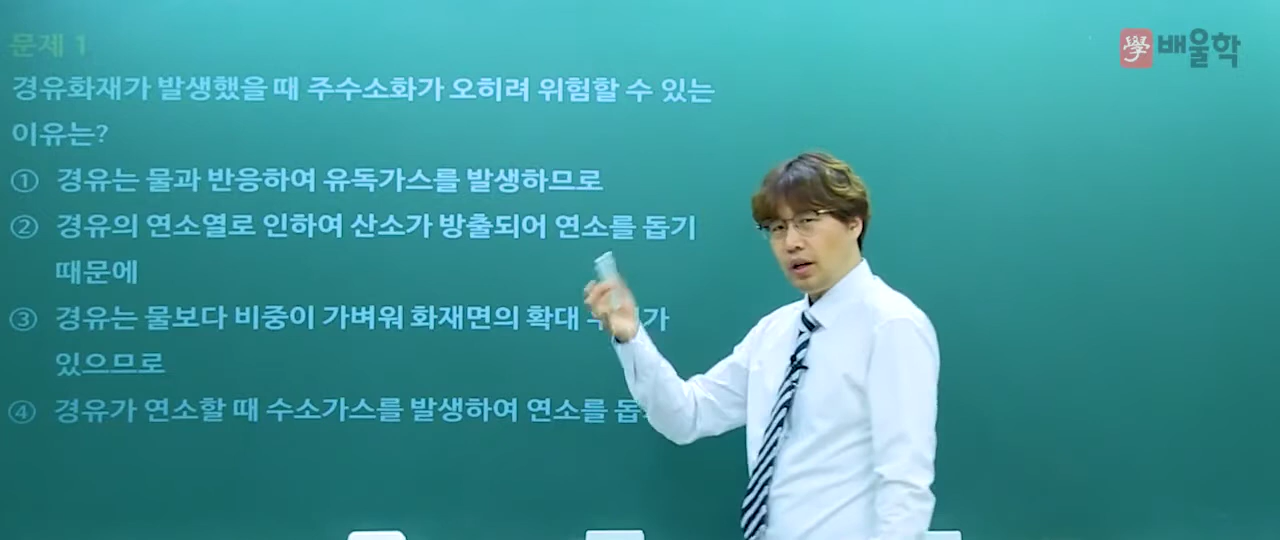 문제 1
學 배울학
경유화재가 발생했을 때 주수소화가 오히려 위험할 수 있는
이유는?
① 경유는 물과 반응하여 유독가스를 발생하므로
② 경유의 연소열로 인하여 산소가 방출되어 연소를 돕기
때문에
③ 경유는 물보다 비중이 가벼워 화재면의 확대
있으므로
④ 경유가 연소할 때 수소가스를 발생하여 연소를